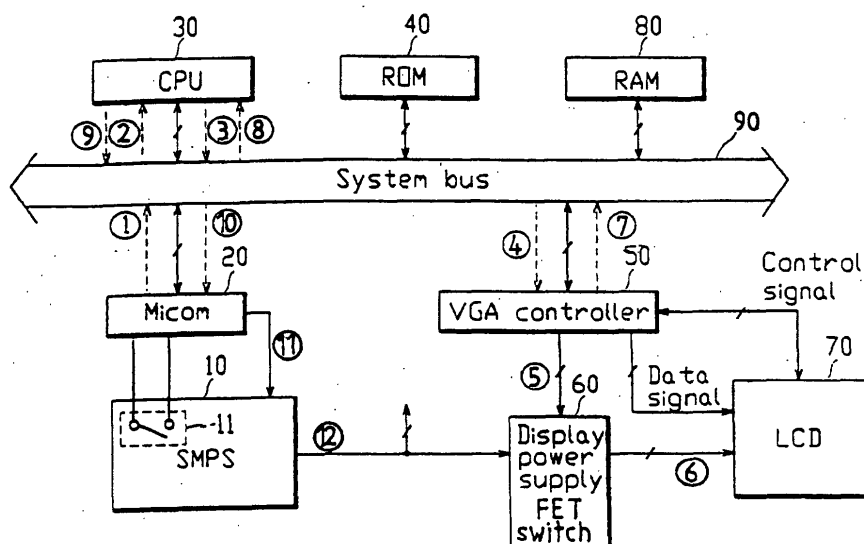 30
CPU
40
ROM
80
RAM
9
2
3
8
90
System bus
1
10
4
7
20
Micom
50
VGA controller
Control
signal
11
10
11
SMPS
12
5
60
Data
signal
70
LCD
Display
power
supply
FET
switch
6